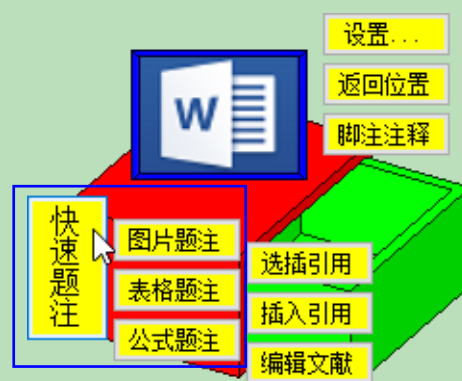 设置...
返回位置
脚注注释
W
快速题注
图片题注
表格题注
公式题注
选插引用
插入引用
编辑文献